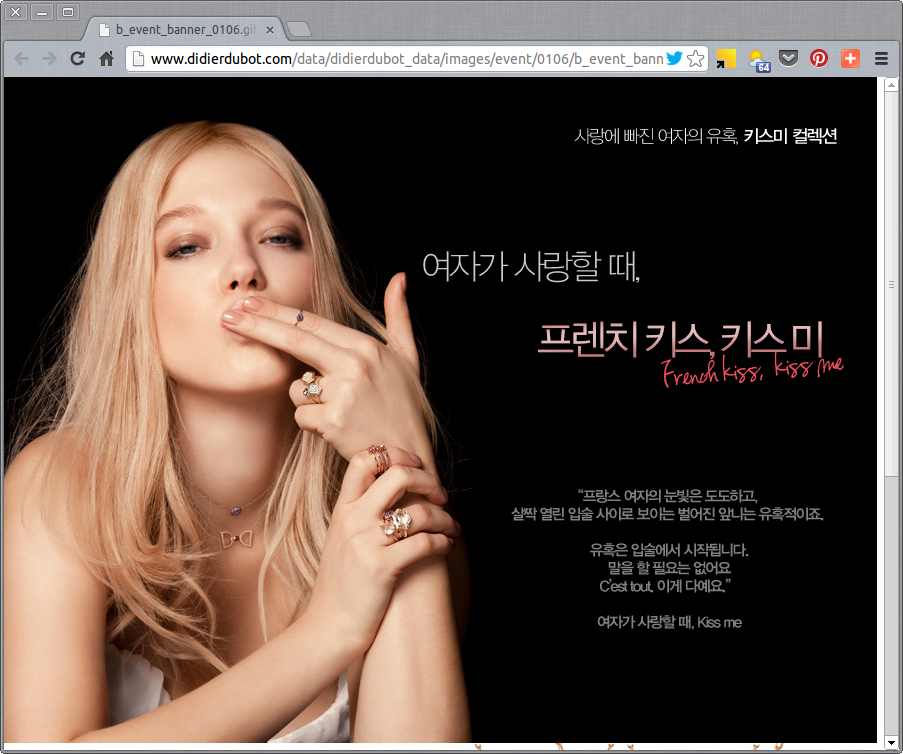 b_event_banner_0106.gif
www.didierdubot.com/data/didierdubot_data/images/event/0106/b_event_bann
64
사랑에 빠진 여자의 유혹, 키스미 컬렉션
여자가 사랑할 때,
프렌치 키스, 키스 미
French kiss, kiss me
“프랑스 여자의 눈빛은 도도하고,
살짝 열린 입술 사이로 보이는 벌어진 앞니는 유혹적이죠.
유혹은 입술에서 시작됩니다.
말을 할 필요는 없어요
C'est tout. 이게 다예요.”
여자가 사랑할 때, Kiss me